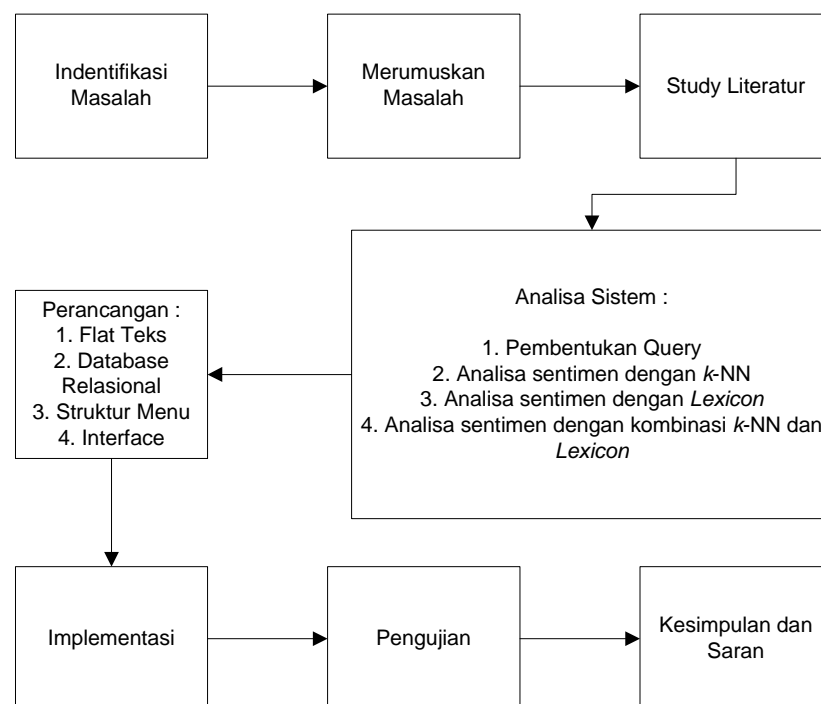 Indentifikasi
Masalah
Merumuskan
Masalah
Study Literatur
Analisa Sistem :
1. Pembentukan Query
2. Analisa sentimen dengan k-NN
3. Analisa sentimen dengan Lexicon
4. Analisa sentimen dengan kombinasi k-NN dan
Lexicon
Perancangan :
1. Flat Teks
2. Database
Relasional
3. Struktur Menu
4. Interface
Implementasi
Pengujian
Kesimpulan dan
Saran